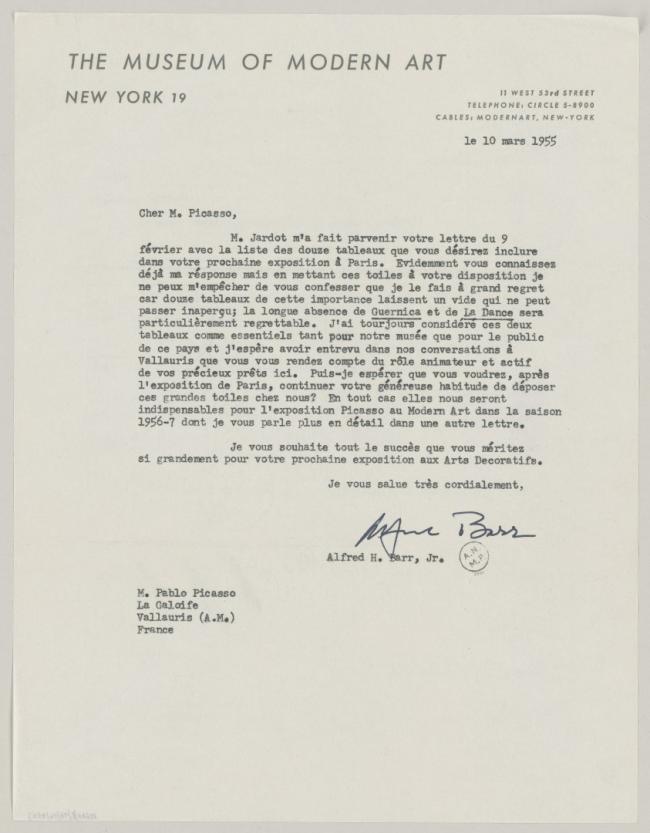 THE MUSEUM OF MODERN ART
NEW YORK 19
11 WEST 53rd STREET
TELEPHONE: CIRCLE 5-8900
CABLES: MODERNART, NEW-YORK
le 10 mars 1955
Cher M. Picasso,
M. Jardot m'a fait parvenir votre lettre du 9
février avec la liste des douze tableaux que vous désirez inclure
dans votre prochaine exposition à Paris. Evidemment vous connaissez
déjà ma résponse mais en mettant ces toiles à votre disposition je
ne peux m'empêcher de vous confesser que je le fais à grand regret
car douze tableaux de cette importance laissent un vide qui ne peut
passer inaperçu; la longue absence de Guernica et de La Dance sera
particulièrement regrettable. J'ai tourjours considéré ces deux
tableaux comme essentiels tant pour notre musée que pour le public
de ce pays et j'espère avoir entrevu dans nos conversations à
Vallauris que vous vous rendez compte du rôle animateur et actif
de vos précieux prêts ici. Puis-je espérer que vous voudrez, après
l'exposition de Paris, continuer votre généreuse habitude de déposer
ces grandes toiles chez nous? En tout cas elles nous seront
indispensables pour l'exposition Picasso au Modern Art dans la saison
1956-7 dont je vous parle plus en détail dans une autre lettre.
Je vous souhaite tout le succès que vous méritez
si grandement pour votre prochaine exposition aux Arts Decoratifs.
Je vous salue très cordialement,
Barr
Alfred H. Barr, Jr.
A.N.
M.P.
M. Pablo Picasso
La Galoife
Vallauris (A.M.)
France